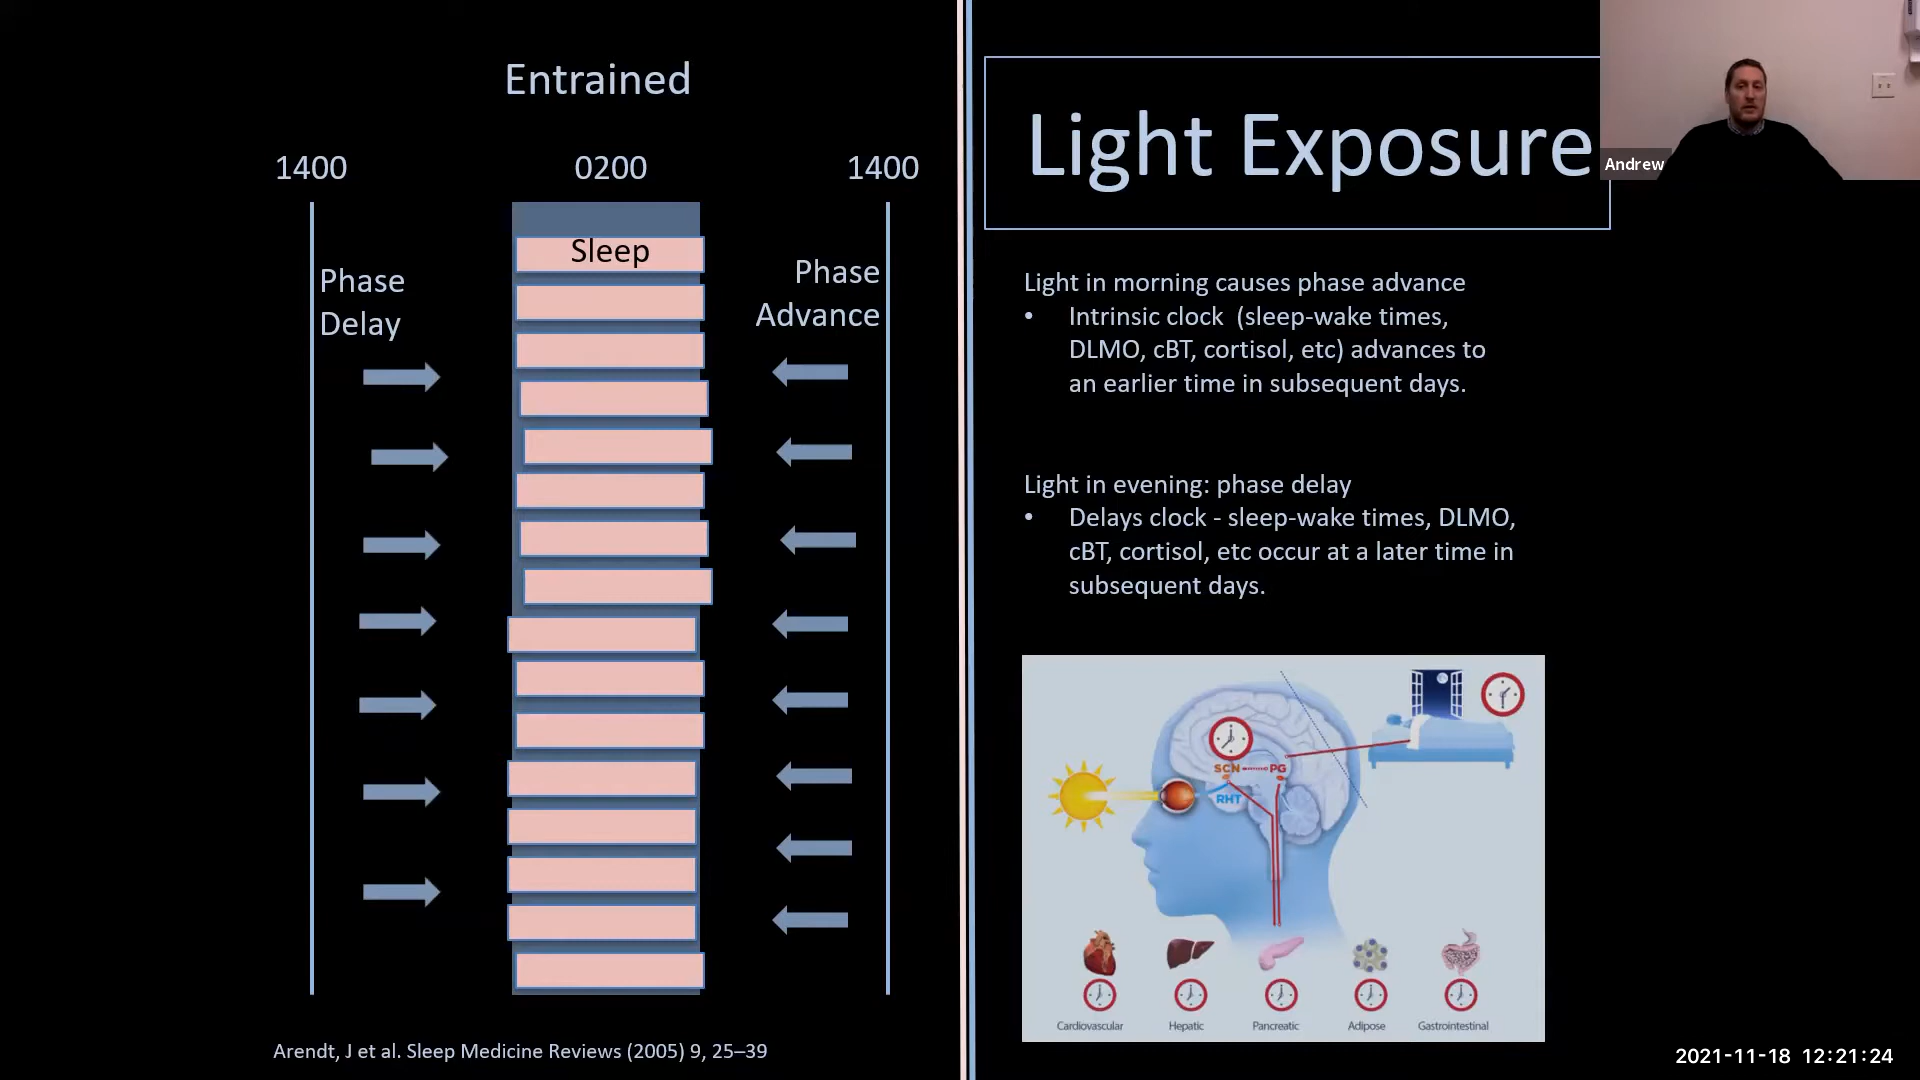 Entrained
1400
0200
1400
Sleep
Phase
Delay
Phase
Advance
Arendt, J et al. Sleep Medicine Reviews (2005) 9, 25–39
Light Exposure
Andrew
Light in morning causes phase advance
• Intrinsic clock (sleep-wake times,
DLMO, cBT, cortisol, etc) advances to
an earlier time in subsequent days.
Light in evening: phase delay
• Delays clock - sleep-wake times, DLMO,
cBT, cortisol, etc occur at a later time in
subsequent days.
SCN
PG
RHT
Cardiovascular
Hepatic
Pancreatic
Adipose
Gastrointestinal
2021-11-18 12:21:24